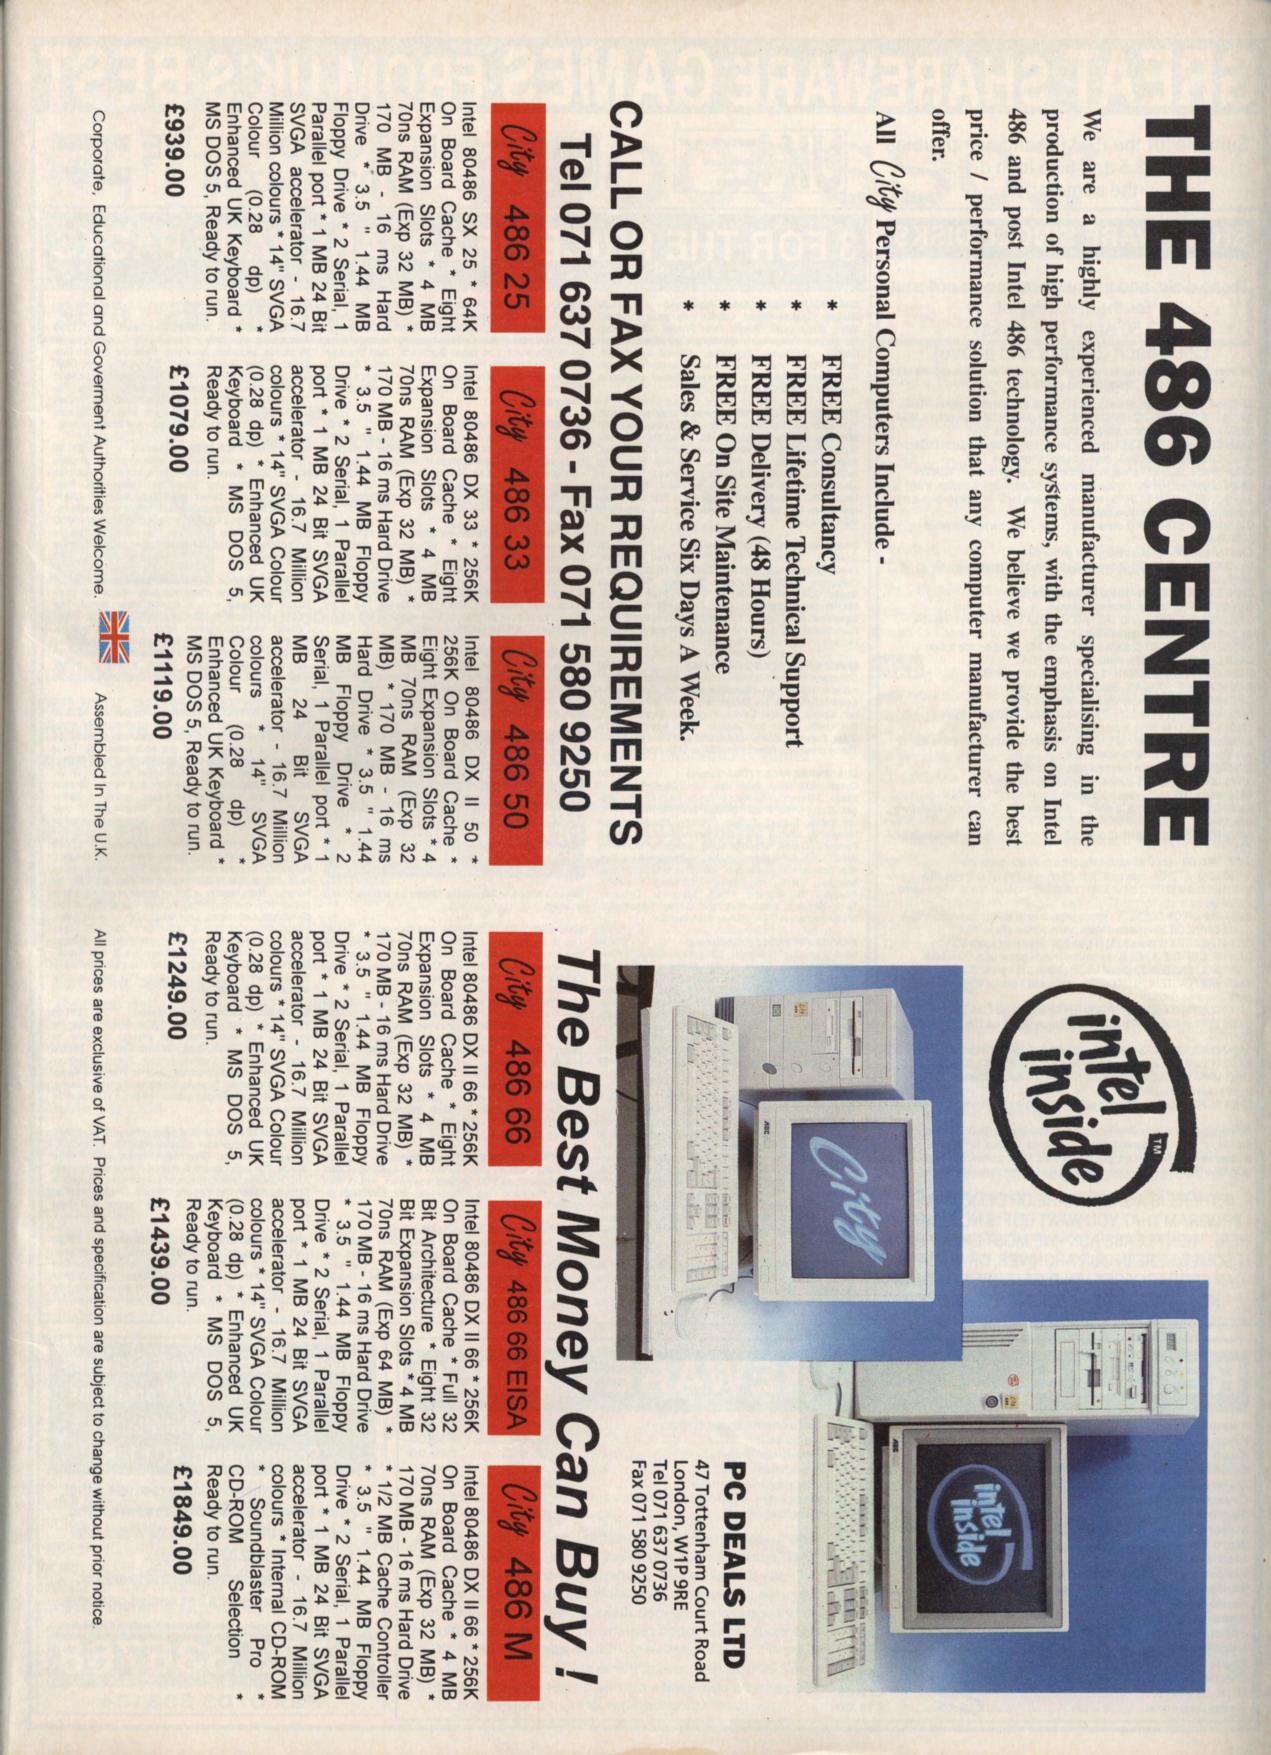 THE 486 CENTRE
We are a highly experienced manufacturer specialising in the
production of high performance systems, with the emphasis on Intel
486 and post Intel 486 technology. We believe we provide the best
price / performance solution that any computer manufacturer can
offer.
All City Personal Computers Include -
* FREE Consultancy
* FREE Lifetime Technical Support
* FREE Delivery (48 Hours)
* FREE On Site Maintenance
* Sales & Service Six Days A Week.
CALL OR FAX YOUR REQUIREMENTS
Tel 071 637 0736 - Fax 071 580 9250
intel
inside
TM
City
intel
inside
PC DEALS LTD
47 Tottenham Court Road
London, W1P 9RE
Tel 071 637 0736
Fax 071 580 9250
The Best Money Can Buy !
City 486 25
Intel 80486 SX 25 * 64K
On Board Cache * Eight
Expansion Slots * 4 MB
70ns RAM (Exp 32 MB) *
170 MB - 16 ms Hard
Drive * 3.5 " 1.44 MB
Floppy Drive * 2 Serial, 1
Parallel port * 1 MB 24 Bit
SVGA accelerator - 16.7
Million colours * 14" SVGA
Colour (0.28 dp) *
Enhanced UK Keyboard *
MS DOS 5, Ready to run.
£939.00
City 486 33
Intel 80486 DX 33 * 256K
On Board Cache * Eight
Expansion Slots * 4 MB
70ns RAM (Exp 32 MB) *
170 MB - 16 ms Hard Drive
* 3.5 " 1.44 MB Floppy
Drive * 2 Serial, 1 Parallel
port * 1 MB 24 Bit SVGA
accelerator - 16.7 Million
colours * 14" SVGA Colour
(0.28 dp) * Enhanced UK
Keyboard * MS DOS 5,
Ready to run.
£1079.00
City 486 50
Intel 80486 DX II 50 *
256K On Board Cache *
Eight Expansion Slots * 4
MB 70ns RAM (Exp 32
MB) * 170 MB - 16 ms
Hard Drive * 3.5 " 1.44
MB Floppy Drive * 2
Serial, 1 Parallel port * 1
MB 24 Bit SVGA
accelerator - 16.7 Million
colours * 14" SVGA
Colour (0.28 dp) *
Enhanced UK Keyboard *
MS DOS 5, Ready to run.
£1119.00
City 486 66
Intel 80486 DX II 66 * 256K
On Board Cache * Eight
Expansion Slots * 4 MB
70ns RAM (Exp 32 MB) *
170 MB - 16 ms Hard Drive
* 3.5 " 1.44 MB Floppy
Drive * 2 Serial, 1 Parallel
port * 1 MB 24 Bit SVGA
accelerator - 16.7 Million
colours * 14" SVGA Colour
(0.28 dp) * Enhanced UK
Keyboard * MS DOS 5,
Ready to run.
£1249.00
City 486 66 EISA
Intel 80486 DX II 66 * 256K
On Board Cache * Full 32
Bit Architecture * Eight 32
Bit Expansion Slots * 4 MB
70ns RAM (Exp 64 MB) *
170 MB - 16 ms Hard Drive
* 3.5 " 1.44 MB Floppy
Drive * 2 Serial, 1 Parallel
port * 1 MB 24 Bit SVGA
accelerator - 16.7 Million
colours * 14" SVGA Colour
(0.28 dp) * Enhanced UK
Keyboard * MS DOS 5,
Ready to run.
£1439.00
City 486 M
Intel 80486 DX II 66 * 256K
On Board Cache * 4 MB
70ns RAM (Exp 32 MB) *
170 MB - 16 ms Hard Drive
* 1/2 MB Cache Controller
* 3.5 " 1.44 MB Floppy
Drive * 2 Serial, 1 Parallel
port * 1 MB 24 Bit SVGA
accelerator - 16.7 Million
colours * Internal CD-ROM
* Soundblaster Pro *
CD-ROM Selection *
Ready to run.
£1849.00
Corporate, Educational and Government Authorities Welcome.
Assembled In The U.K.
All prices are exclusive of VAT. Prices and specification are subject to change without prior notice.